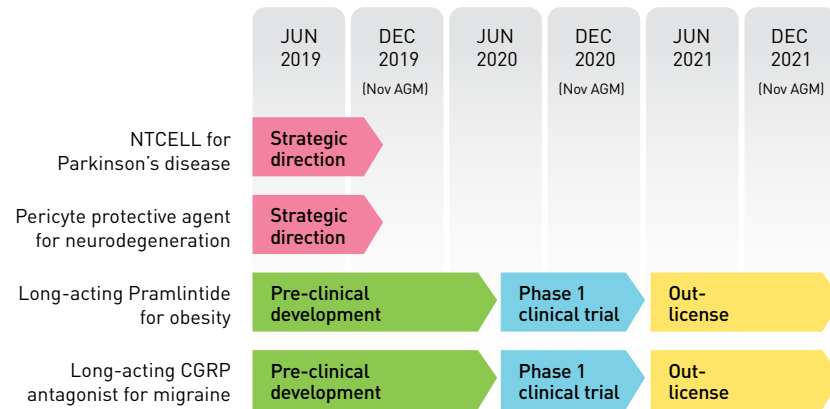 JUN
2019
DEC
2019
(Nov AGM)
JUN
2020
DEC
2020
(Nov AGM)
JUN
2021
DEC
2021
(Nov AGM)
NTCELL for
Parkinson’s disease
Strategic
direction
Pericyte protective agent
for neurodegeneration
Strategic
direction
Long-acting Pramlintide
for obesity
Pre-clinical
development
Phase 1
clinical trial
Out-
license
Long-acting CGRP
antagonist for migraine
Pre-clinical
development
Phase 1
clinical trial
Out-
license